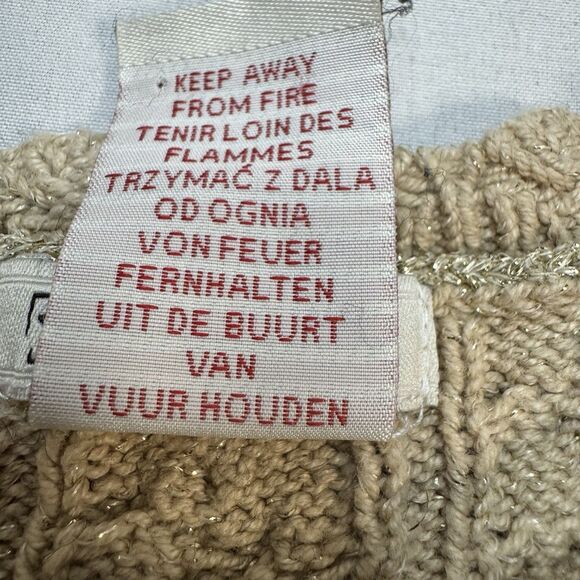 KEEP AWAY
FROM FIRE
TENIR LOIN DES
FLAMMES
TRZYMAĆ Z DALA
OD OGNIA
VON FEUER
FERNHALTEN
UIT DE BUURT
VAN
VUUR HOUDEN